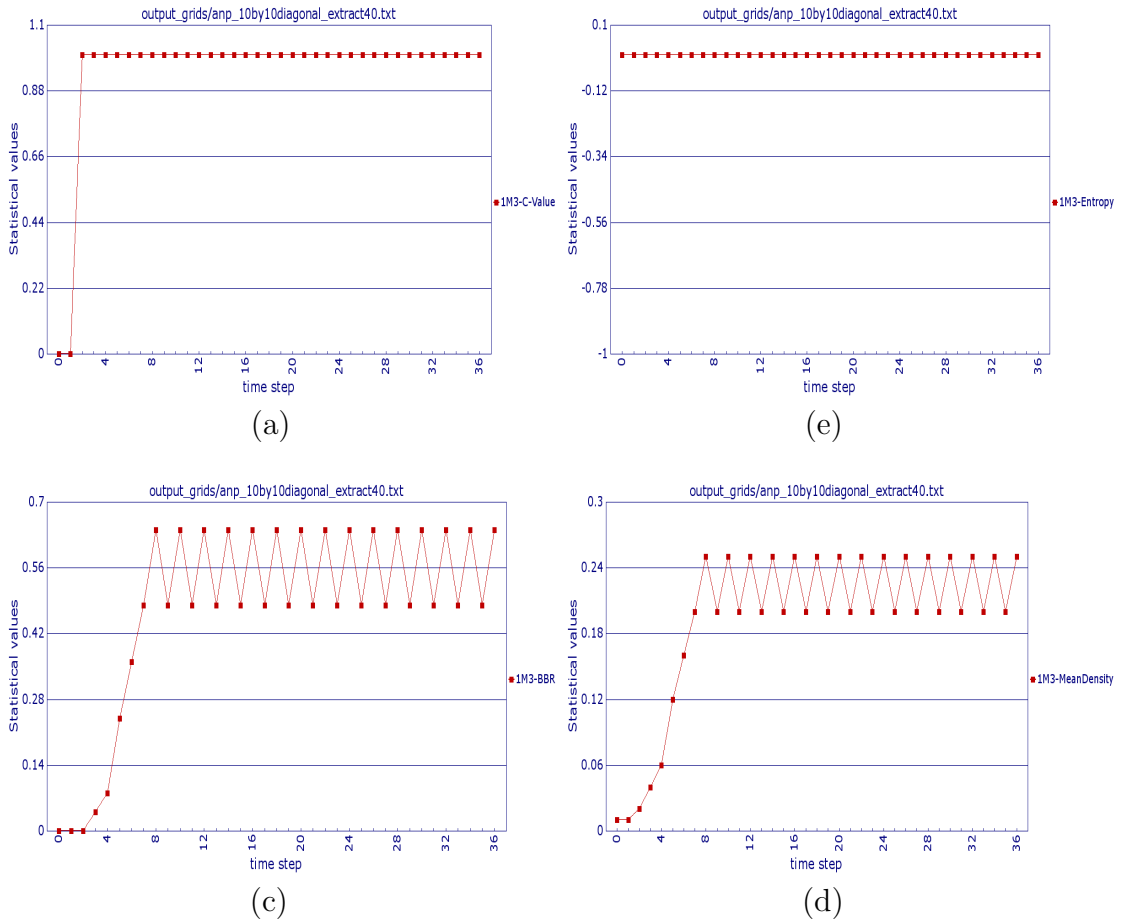 output_grids/anp_10by10diagonal_extract40.txt
1.1
0.88
0.66
0.44
0.22
0
Statistical values
0 4 8 12 16 20 24 28 32 36
time step
1M3-C-Value
(a)
output_grids/anp_10by10diagonal_extract40.txt
0.1
-0.12
-0.34
-0.56
-0.78
-1
Statistical values
0 4 8 12 16 20 24 28 32 36
time step
1M3-Entropy
(e)
output_grids/anp_10by10diagonal_extract40.txt
0.7
0.56
0.42
0.28
0.14
0
Statistical values
0 4 8 12 16 20 24 28 32 36
time step
1M3-BBR
(c)
output_grids/anp_10by10diagonal_extract40.txt
0.3
0.24
0.18
0.12
0.06
0
Statistical values
0 4 8 12 16 20 24 28 32 36
time step
1M3-MeanDensity
(d)